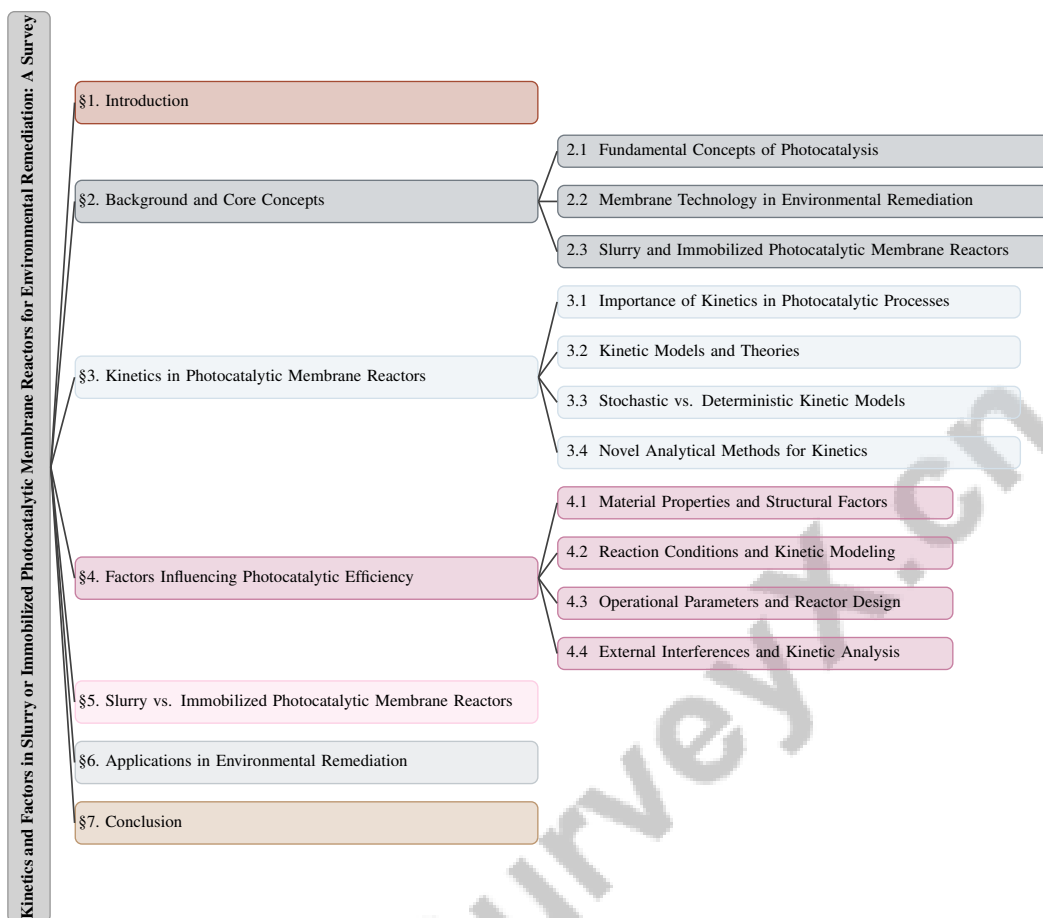 Kinetics and Factors in Slurry or Immobilized Photocatalytic Membrane Reactors for Environmental Remediation: A Survey
§1. Introduction
§2. Background and Core Concepts
2.1 Fundamental Concepts of Photocatalysis
2.2 Membrane Technology in Environmental Remediation
2.3 Slurry and Immobilized Photocatalytic Membrane Reactors
§3. Kinetics in Photocatalytic Membrane Reactors
3.1 Importance of Kinetics in Photocatalytic Processes
3.2 Kinetic Models and Theories
3.3 Stochastic vs. Deterministic Kinetic Models
3.4 Novel Analytical Methods for Kinetics
§4. Factors Influencing Photocatalytic Efficiency
4.1 Material Properties and Structural Factors
4.2 Reaction Conditions and Kinetic Modeling
4.3 Operational Parameters and Reactor Design
4.4 External Interferences and Kinetic Analysis
§5. Slurry vs. Immobilized Photocatalytic Membrane Reactors
§6. Applications in Environmental Remediation
§7. Conclusion
urveyx.cn